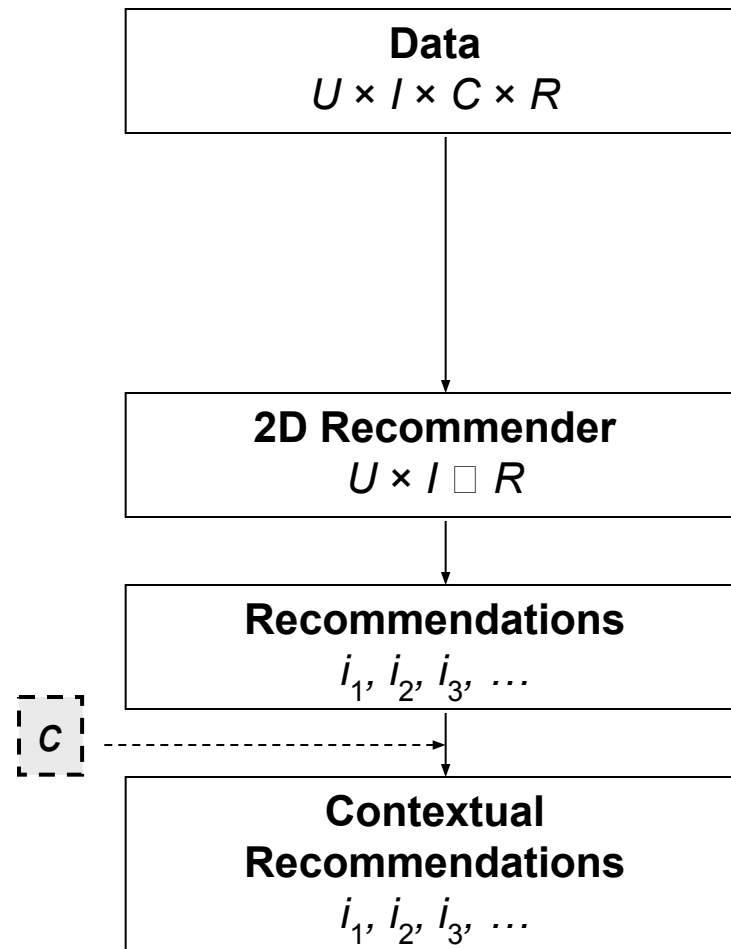 Data
U × I × C × R
2D Recommender
U × I □ R
Recommendations
i₁, i₂, i₃, …
c
Contextual
Recommendations
i₁, i₂, i₃, …